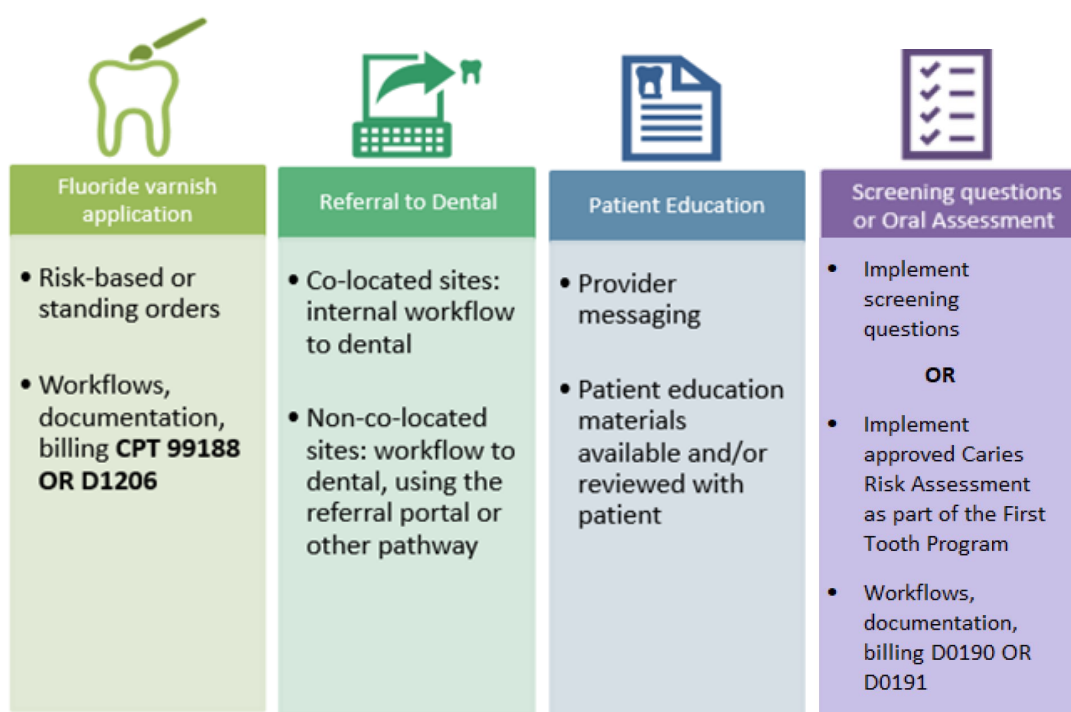 Fluoride varnish
application
• Risk-based or
standing orders
• Workflows,
documentation,
billing CPT 99188
OR D1206
Referral to Dental
• Co-located sites:
internal workflow
to dental
• Non-co-located
sites: workflow to
dental, using the
referral portal or
other pathway
Patient Education
• Provider
messaging
• Patient education
materials
available and/or
reviewed with
patient
Screening questions
or Oral Assessment
• Implement
screening
questions
OR
• Implement
approved Caries
Risk Assessment
as part of the First
Tooth Program
• Workflows,
documentation,
billing D0190 OR
D0191